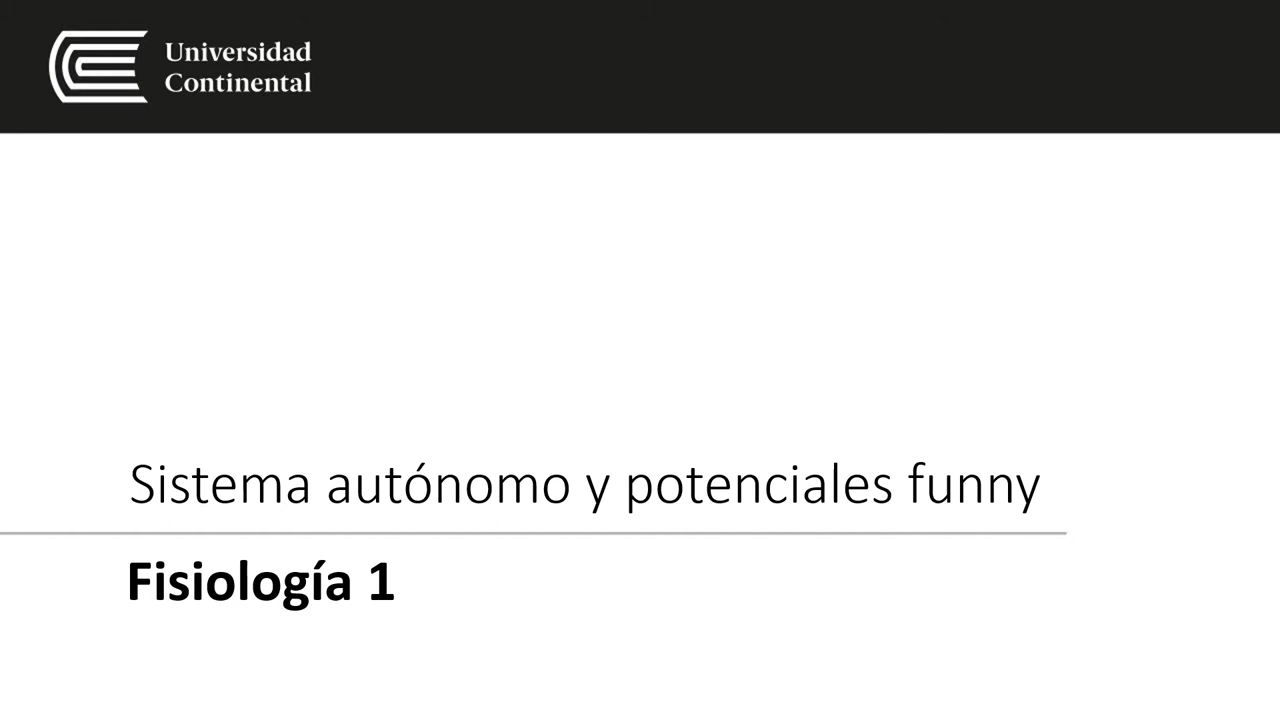 Universidad
Continental
Sistema autónomo y potenciales funny
Fisiología 1